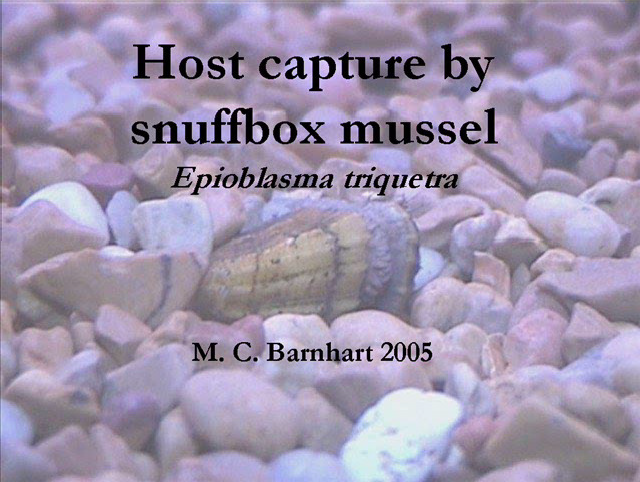 Host capture by
snuffbox mussel
Epioblasma triquetra
M. C. Barnhart 2005